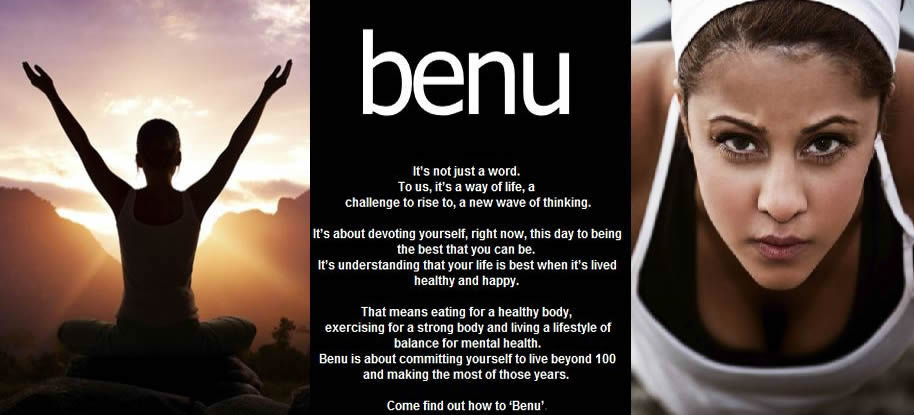 benu
It's not just a word.
To us, it's a way of life, a
challenge to rise to, a new wave of thinking.
It's about devoting yourself, right now, this day to being
the best that you can be.
It's understanding that your life is best when it's lived
healthy and happy.
That means eating for a healthy body,
exercising for a strong body and living a lifestyle of
balance for mental health.
Benu is about committing yourself to live beyond 100
and making the most of those years.
Come find out how to ‘Benu’